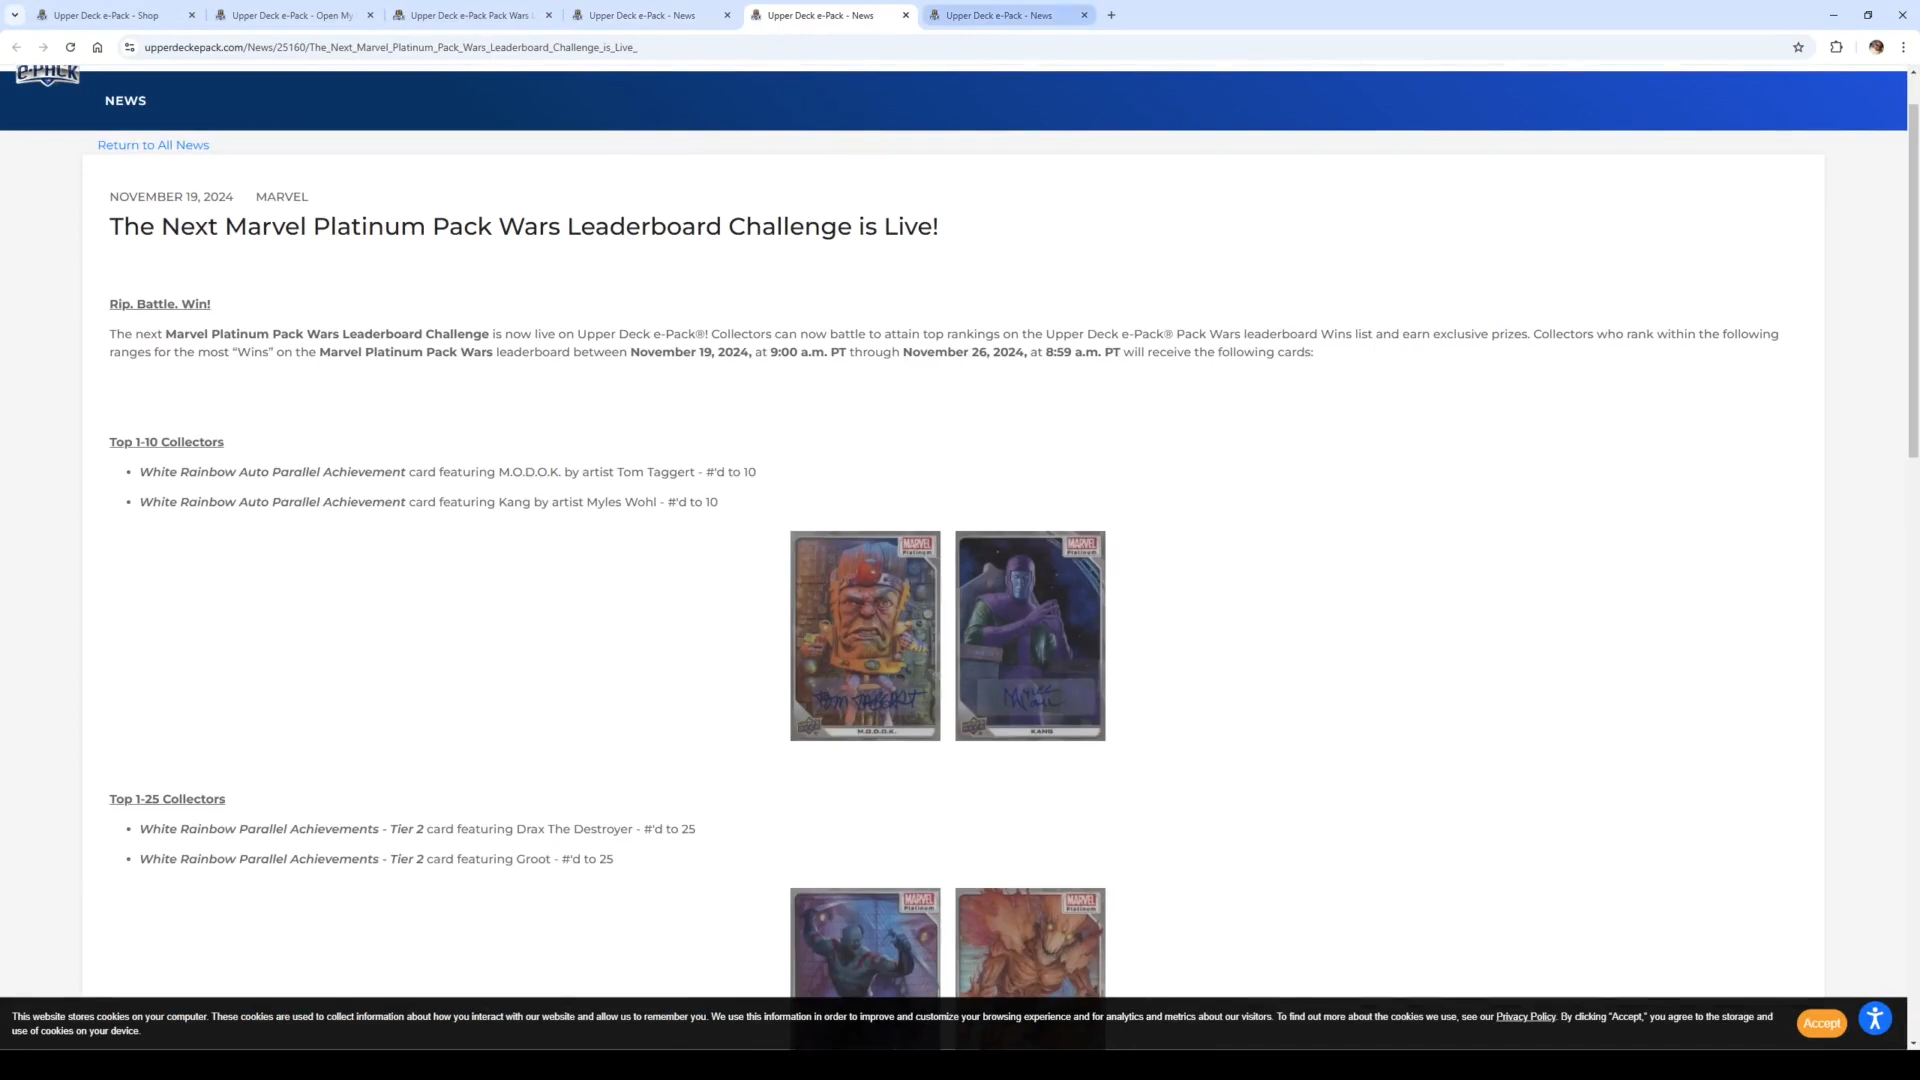 Upper Deck e-Pack - Shop
Upper Deck e-Pack - Open My
Upper Deck e-Pack Pack Wars L
Upper Deck e-Pack - News
Upper Deck e-Pack - News
Upper Deck e-Pack - News
upperdeckepack.com/News/25160/The_Next_Marvel_Platinum_Pack_Wars_Leaderboard_Challenge_is_Live_
e-PACK
NEWS
Return to All News
NOVEMBER 19, 2024 MARVEL
The Next Marvel Platinum Pack Wars Leaderboard Challenge is Live!
Rip. Battle. Win!
The next Marvel Platinum Pack Wars Leaderboard Challenge is now live on Upper Deck e-Pack®! Collectors can now battle to attain top rankings on the Upper Deck e-Pack® Pack Wars leaderboard Wins list and earn exclusive prizes. Collectors who rank within the following
ranges for the most “Wins” on the Marvel Platinum Pack Wars leaderboard between November 19, 2024, at 9:00 a.m. PT through November 26, 2024, at 8:59 a.m. PT will receive the following cards:
Top 1-10 Collectors
• White Rainbow Auto Parallel Achievement card featuring M.O.D.O.K. by artist Tom Taggert - #'d to 10
• White Rainbow Auto Parallel Achievement card featuring Kang by artist Myles Wohl - #'d to 10
MARVEL Platinum
MARVEL Platinum
Tom Taggart
M.O.D.O.K.
KANG
Top 1-25 Collectors
• White Rainbow Parallel Achievements - Tier 2 card featuring Drax The Destroyer - #'d to 25
• White Rainbow Parallel Achievements - Tier 2 card featuring Groot - #'d to 25
MARVEL Platinum
MARVEL Platinum
This website stores cookies on your computer. These cookies are used to collect information about how you interact with our website and allow us to remember you. We use this information in order to improve and customize your browsing experience and for analytics and metrics about our visitors. To find out more about the cookies we use, see our Privacy Policy. By clicking "Accept," you agree to the storage and
use of cookies on your device.
Accept